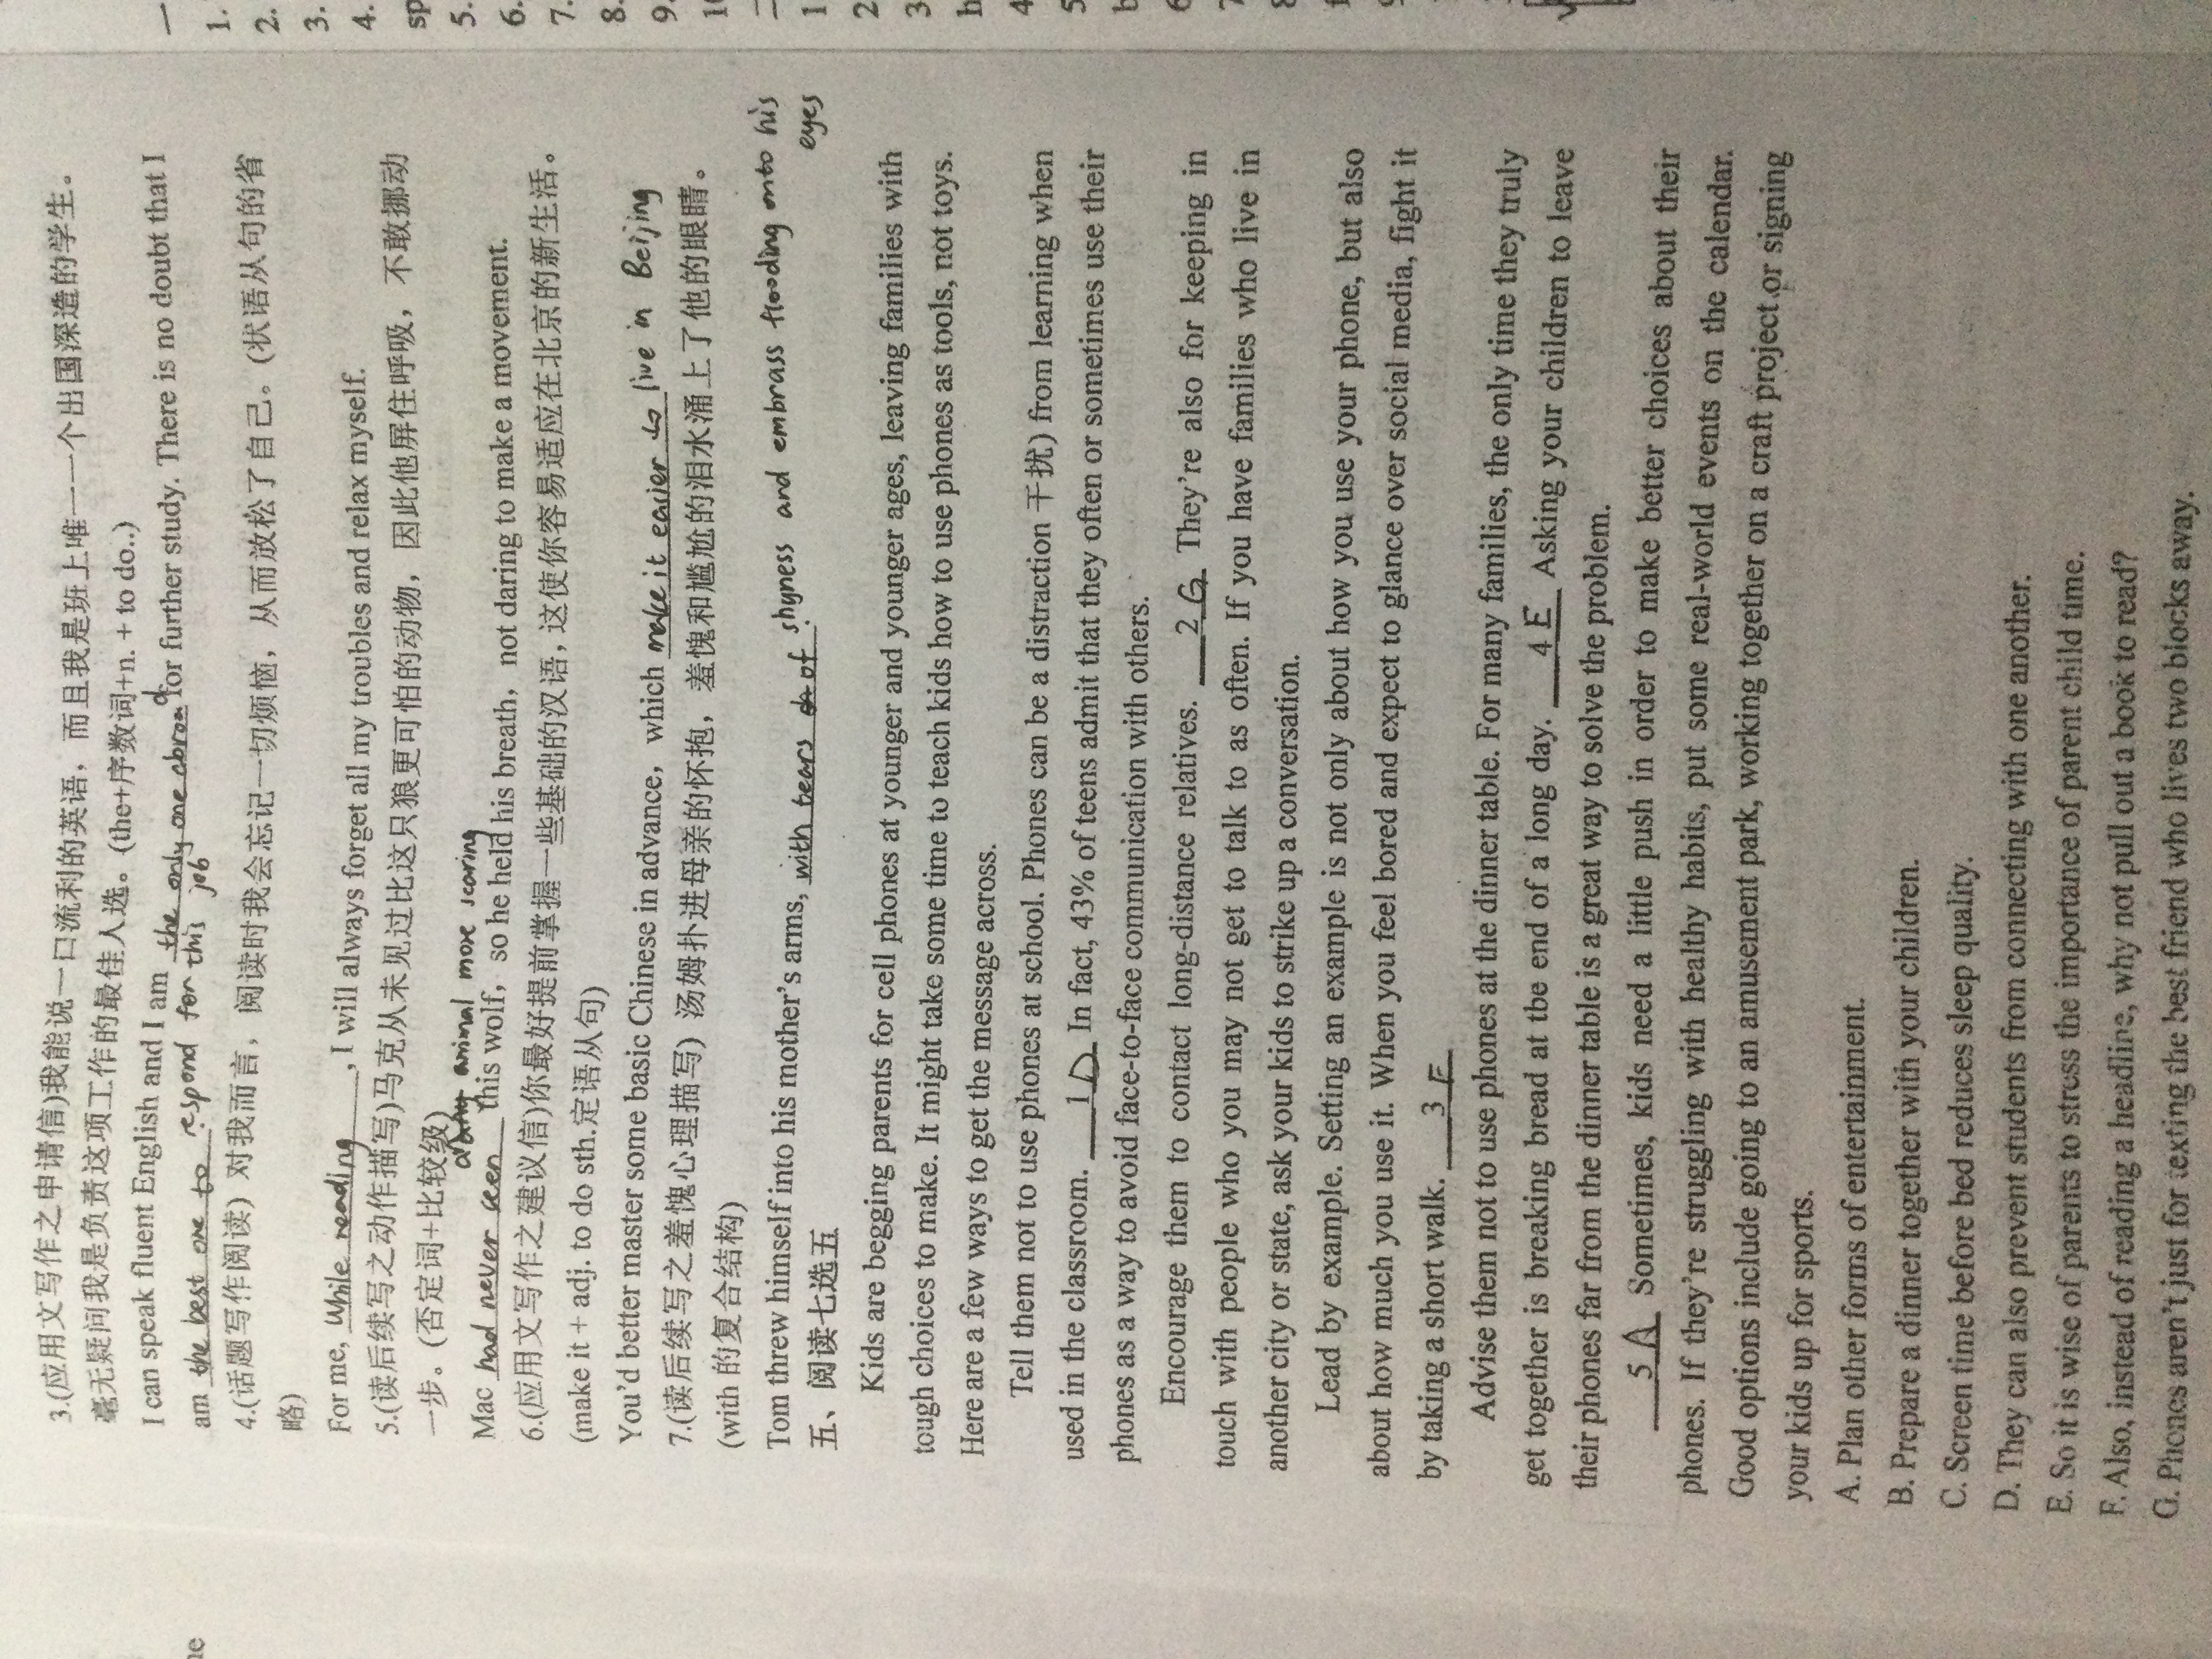 3.(应用文写作之申请信)我能说一口流利的英语，而且我是班上唯一一个出国深造的学生。
毫无疑问我是负责这项工作的最佳人选。(the+序数词+n. + to do..)
I can speak fluent English and I am the only one abroad for further study. There is no doubt that I
am the best one to respond for this job
4.(话题写作阅读) 对我而言，阅读时我会忘记一切烦恼，从而放松了自己。(状语从句的省
略)
For me, While reading , I will always forget all my troubles and relax myself.
5.(读后续写之动作描写)马克从未见过比这只狼更可怕的动物，因此他屏住呼吸，不敢挪动
一步。(否定词+比较级)
animal more scaring
Mac had never seen this wolf，so he held his breath，not daring to make a movement.
6.(应用文写作之建议信)你最好提前掌握一些基础的汉语，这使你容易适应在北京的新生活。
(make it + adj. to do sth.定语从句)
You'd better master some basic Chinese in advance，which make it easier to live in Beijing
7.(读后续写之羞愧心理描写) 汤姆扑进母亲的怀抱，羞愧和尴尬的泪水涌上了他的眼睛。
(with 的复合结构)
Tom threw himself into his mother's arms, with tears of shyness and embrass flooding onto his
eyes
五、阅读七选五
Kids are begging parents for cell phones at younger and younger ages, leaving families with
tough choices to make. It might take some time to teach kids how to use phones as tools, not toys.
Here are a few ways to get the message across.
Tell them not to use phones at school. Phones can be a distraction 干扰) from learning when
used in the classroom. 1 D In fact, 43% of teens admit that they often or sometimes use their
phones as a way to avoid face-to-face communication with others.
Encourage them to contact long-distance relatives. 2 G They're also for keeping in
touch with people who you may not get to talk to as often. If you have families who live in
another city or state, ask your kids to strike up a conversation.
Lead by example. Setting an example is not only about how you use your phone, but also
about how much you use it. When you feel bored and expect to glance over social media, fight it
by taking a short walk. 3 F
Advise them not to use phones at the dinner table. For many families, the only time they truly
get together is breaking bread at tbe end of a long day. 4 E Asking your children to leave
their phones far from the dinner table is a great way to solve the problem.
5 A Sometimes, kids need a little push in order to make better choices about their
phones. If they're struggling with healthy habits, put some real-world events on the calendar.
Good options include going to an amusement park, working together on a craft project or signing
your kids up for sports.
A. Plan other forms of entertainment.
B. Prepare a dinner together with your children.
C. Screen time before bed reduces sleep quality.
D. They can also prevent students from connecting with one another.
E. So it is wise of parents to stress the importance of parent child time.
F. Also, instead of reading a headline, why not pull out a book to read?
G. Phones aren't just for texting the best friend who lives two blocks away.